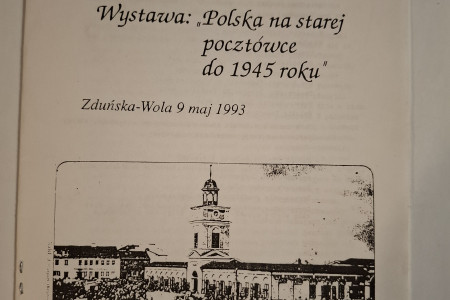 Wystawa: „Polska na starej
pocztówce
do 1945 roku"
Zduńska-Wola 9 maj 1993